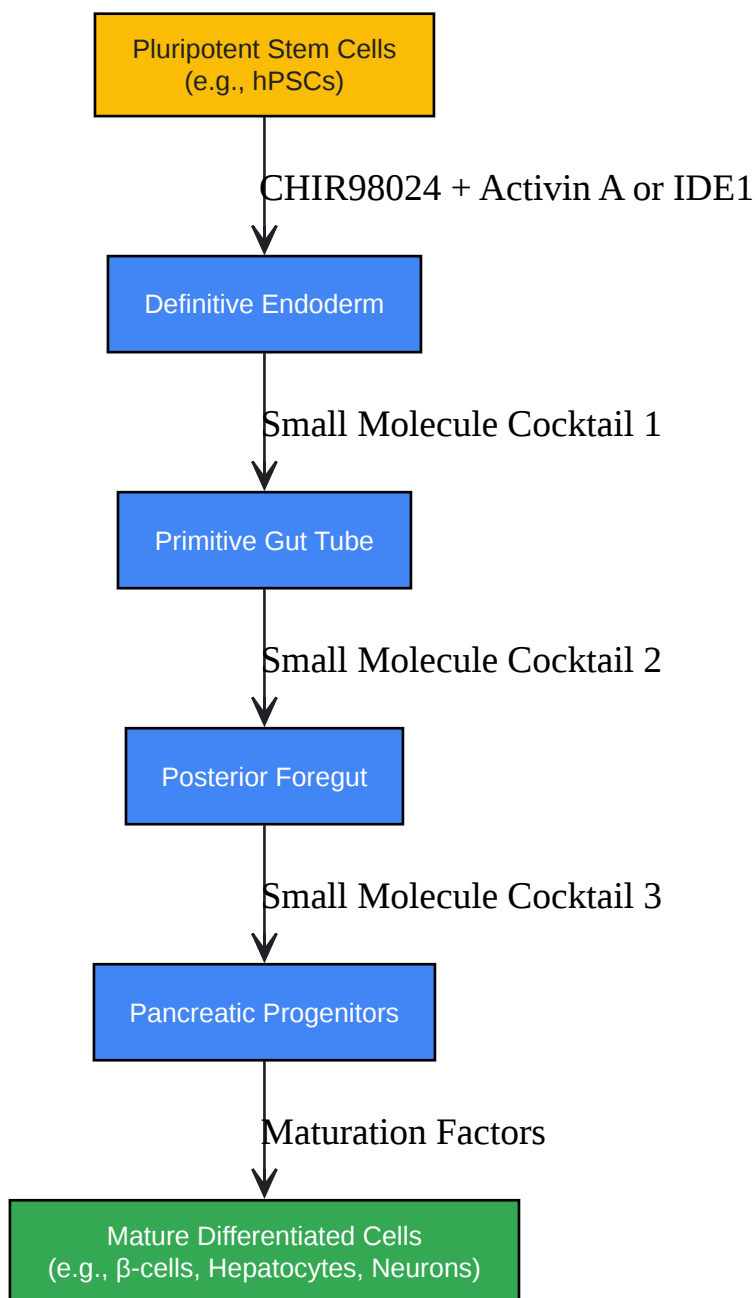 Pluripotent Stem Cells
(e.g., hPSCs)
CHIR98024 + Activin A or IDE1
Definitive Endoderm
Small Molecule Cocktail 1
Primitive Gut Tube
Small Molecule Cocktail 2
Posterior Foregut
Small Molecule Cocktail 3
Pancreatic Progenitors
Maturation Factors
Mature Differentiated Cells
(e.g., β-cells, Hepatocytes, Neurons)